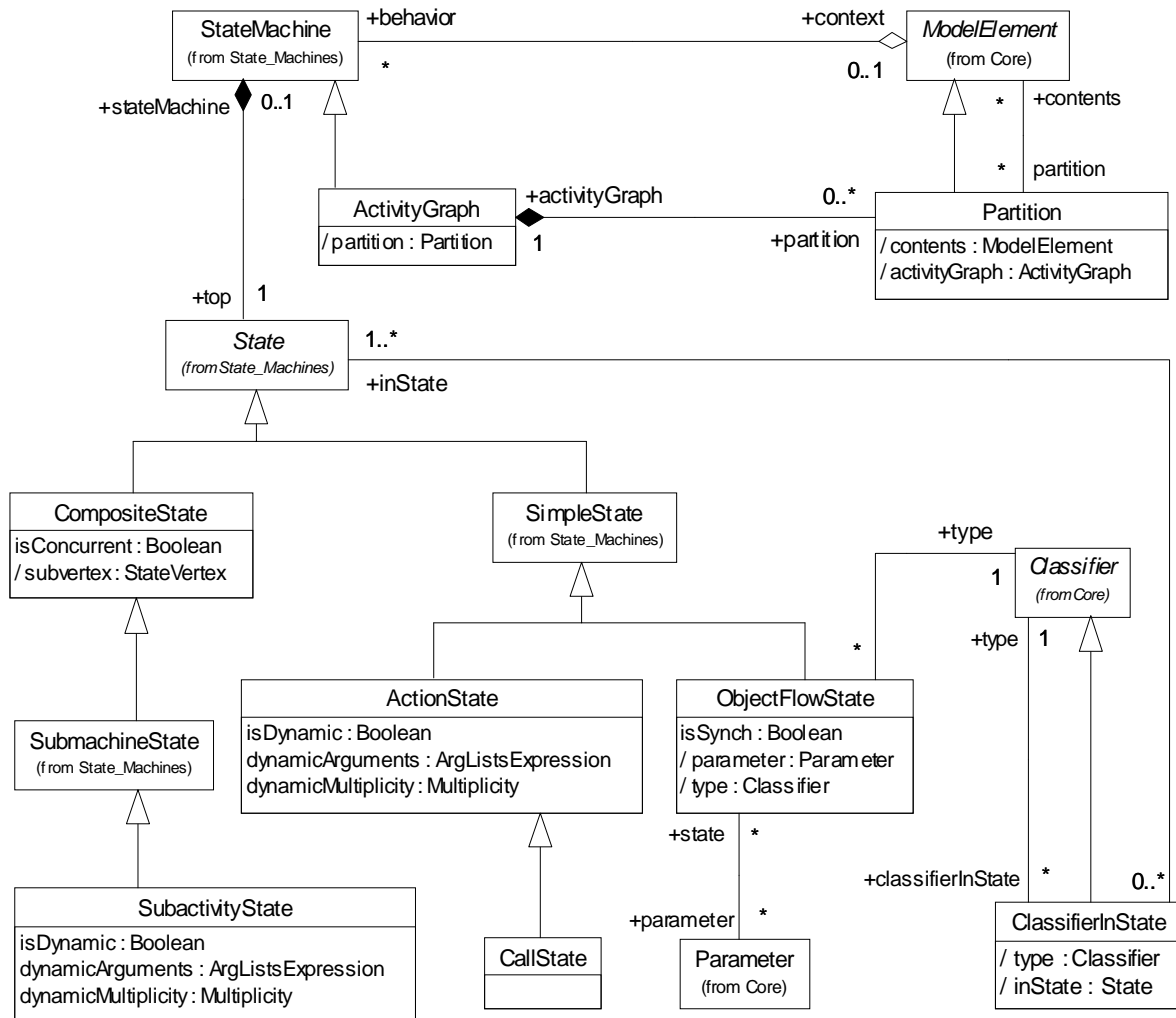 StateMachine
(from State_Machines)
+behavior
*
+context
0..1
ModelElement
(from Core)
+stateMachine
0..1
*
+contents
*
partition
ActivityGraph
/ partition : Partition
+activityGraph
1
0..*
+partition
Partition
/ contents : ModelElement
/ activityGraph : ActivityGraph
+top
1
State
(from State_Machines)
1..*
+inState
CompositeState
isConcurrent : Boolean
/ subvertex : StateVertex
SimpleState
(from State_Machines)
+type
1
Classifier
(from Core)
+type
1
*
SubmachineState
(from State_Machines)
ActionState
isDynamic : Boolean
dynamicArguments : ArgListsExpression
dynamicMultiplicity : Multiplicity
ObjectFlowState
isSynch : Boolean
/ parameter : Parameter
/ type : Classifier
+state
*
+classifierInState
*
0..*
SubactivityState
isDynamic : Boolean
dynamicArguments : ArgListsExpression
dynamicMultiplicity : Multiplicity
CallState
+parameter
*
Parameter
(from Core)
ClassifierInState
/ type : Classifier
/ inState : State